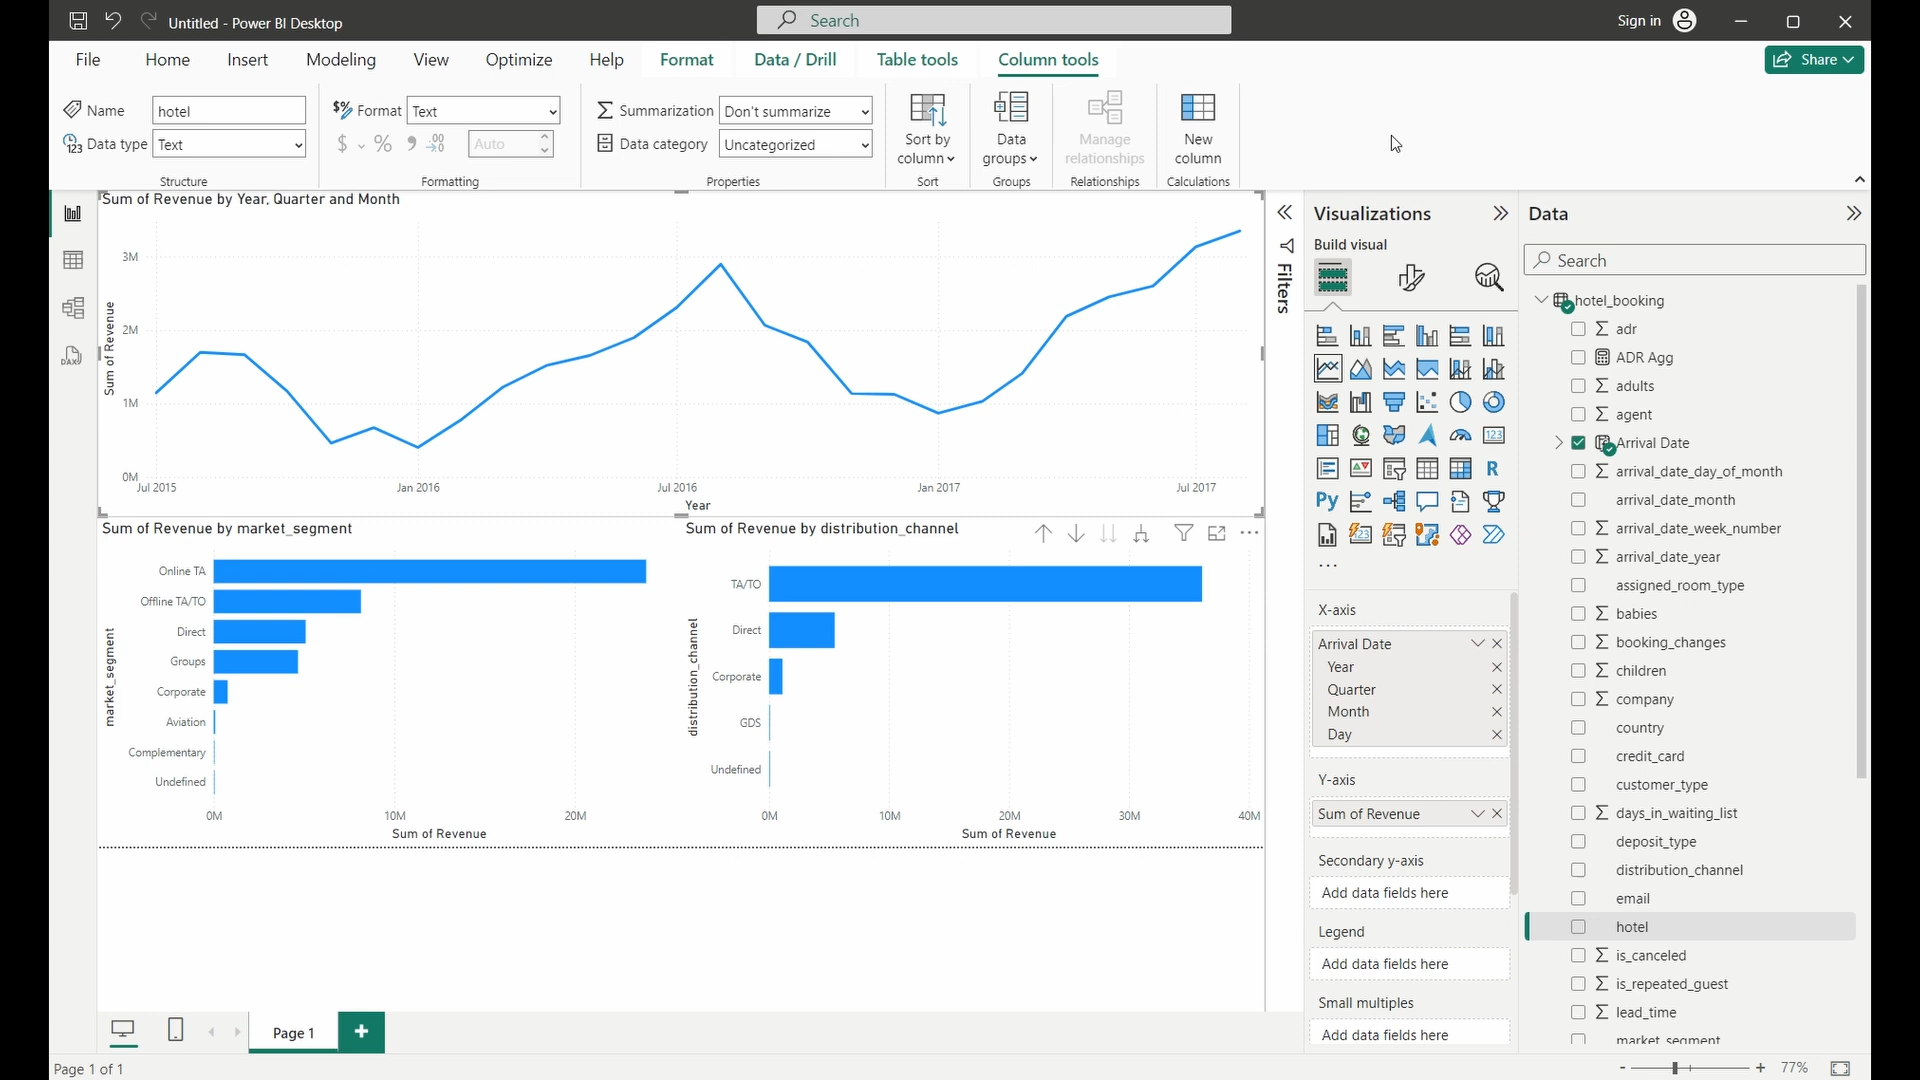 Untitled - Power BI Desktop
Search
Sign in
File Home Insert Modeling View Optimize Help Format Data / Drill Table tools Column tools
Share
Name hotel
Data type Text
Structure
Format Text
$ % Auto
Formatting
Summarization Don't summarize
Data category Uncategorized
Properties
Sort by
column
Sort
Data
groups
Groups
Manage
relationships
Relationships
New
column
Calculations
DAX
Sum of Revenue by Year, Quarter and Month
Sum of Revenue
3M
2M
1M
0M
Jul 2015 Jan 2016 Jul 2016 Jan 2017 Jul 2017
Year
Sum of Revenue by market_segment
market_segment
Online TA
Offline TA/TO
Direct
Groups
Corporate
Aviation
Complementary
Undefined
0M 10M 20M
Sum of Revenue
Sum of Revenue by distribution_channel
distribution_channel
TA/TO
Direct
Corporate
GDS
Undefined
0M 10M 20M 30M 40M
Sum of Revenue
Filters
Visualizations
Build visual
123
R
Py
123
...
X-axis
Arrival Date
Year
Quarter
Month
Day
Y-axis
Sum of Revenue
Secondary y-axis
Add data fields here
Legend
Add data fields here
Small multiples
Add data fields here
Data
Search
hotel_booking
adr
ADR Agg
adults
agent
Arrival Date
arrival_date_day_of_month
arrival_date_month
arrival_date_week_number
arrival_date_year
assigned_room_type
babies
booking_changes
children
company
country
credit_card
customer_type
days_in_waiting_list
deposit_type
distribution_channel
email
hotel
is_canceled
is_repeated_guest
lead_time
market_segment
Page 1
+
Page 1 of 1
- + 77%